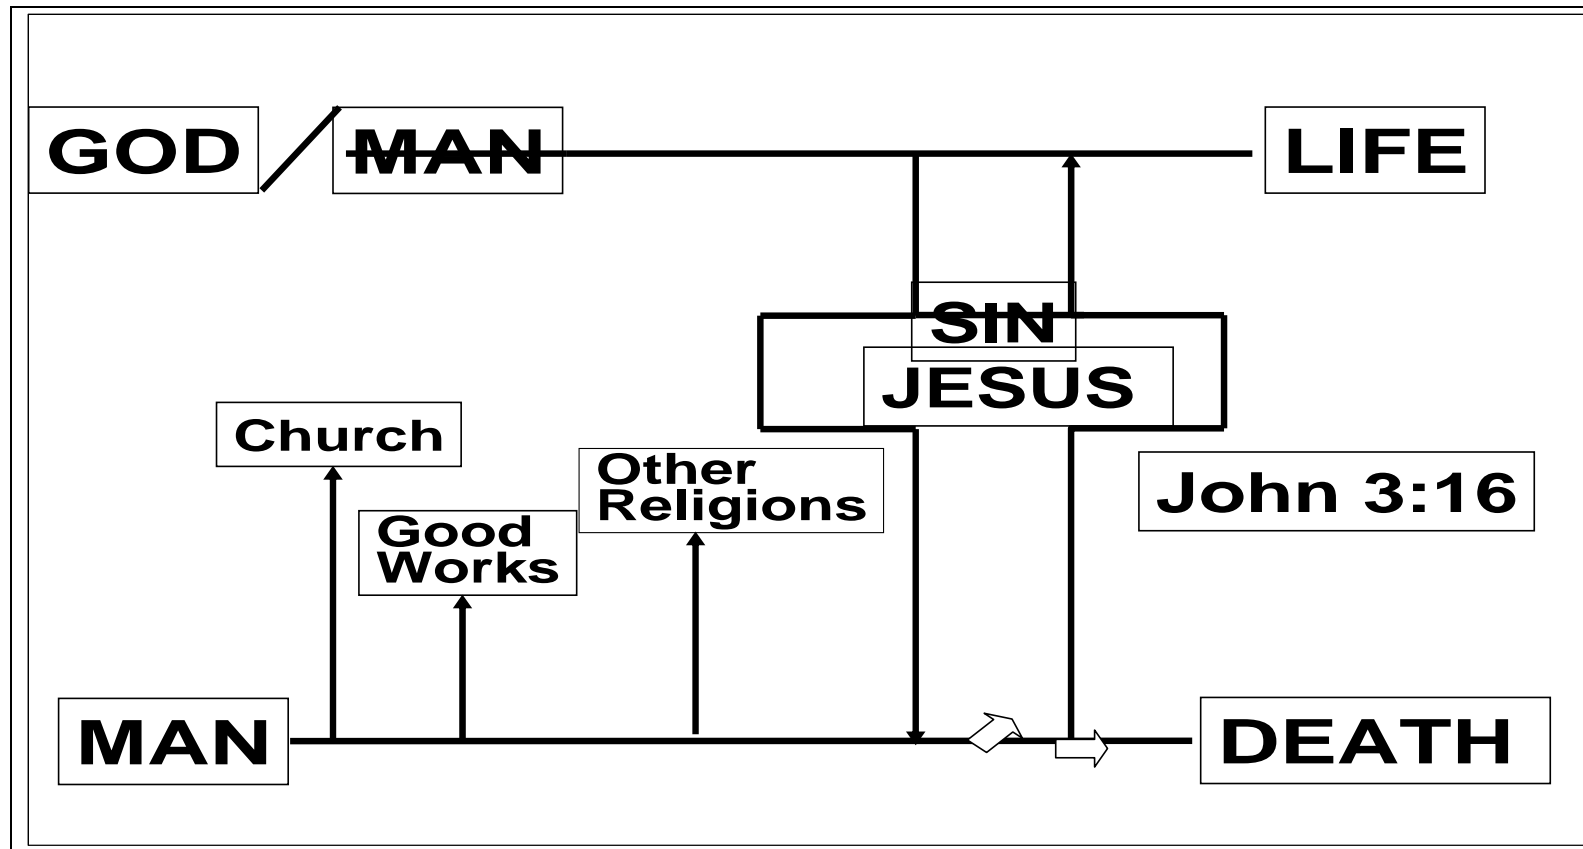 GOD
MAN
LIFE
SIN
JESUS
Church
Other
Religions
John 3:16
Good
Works
MAN
DEATH